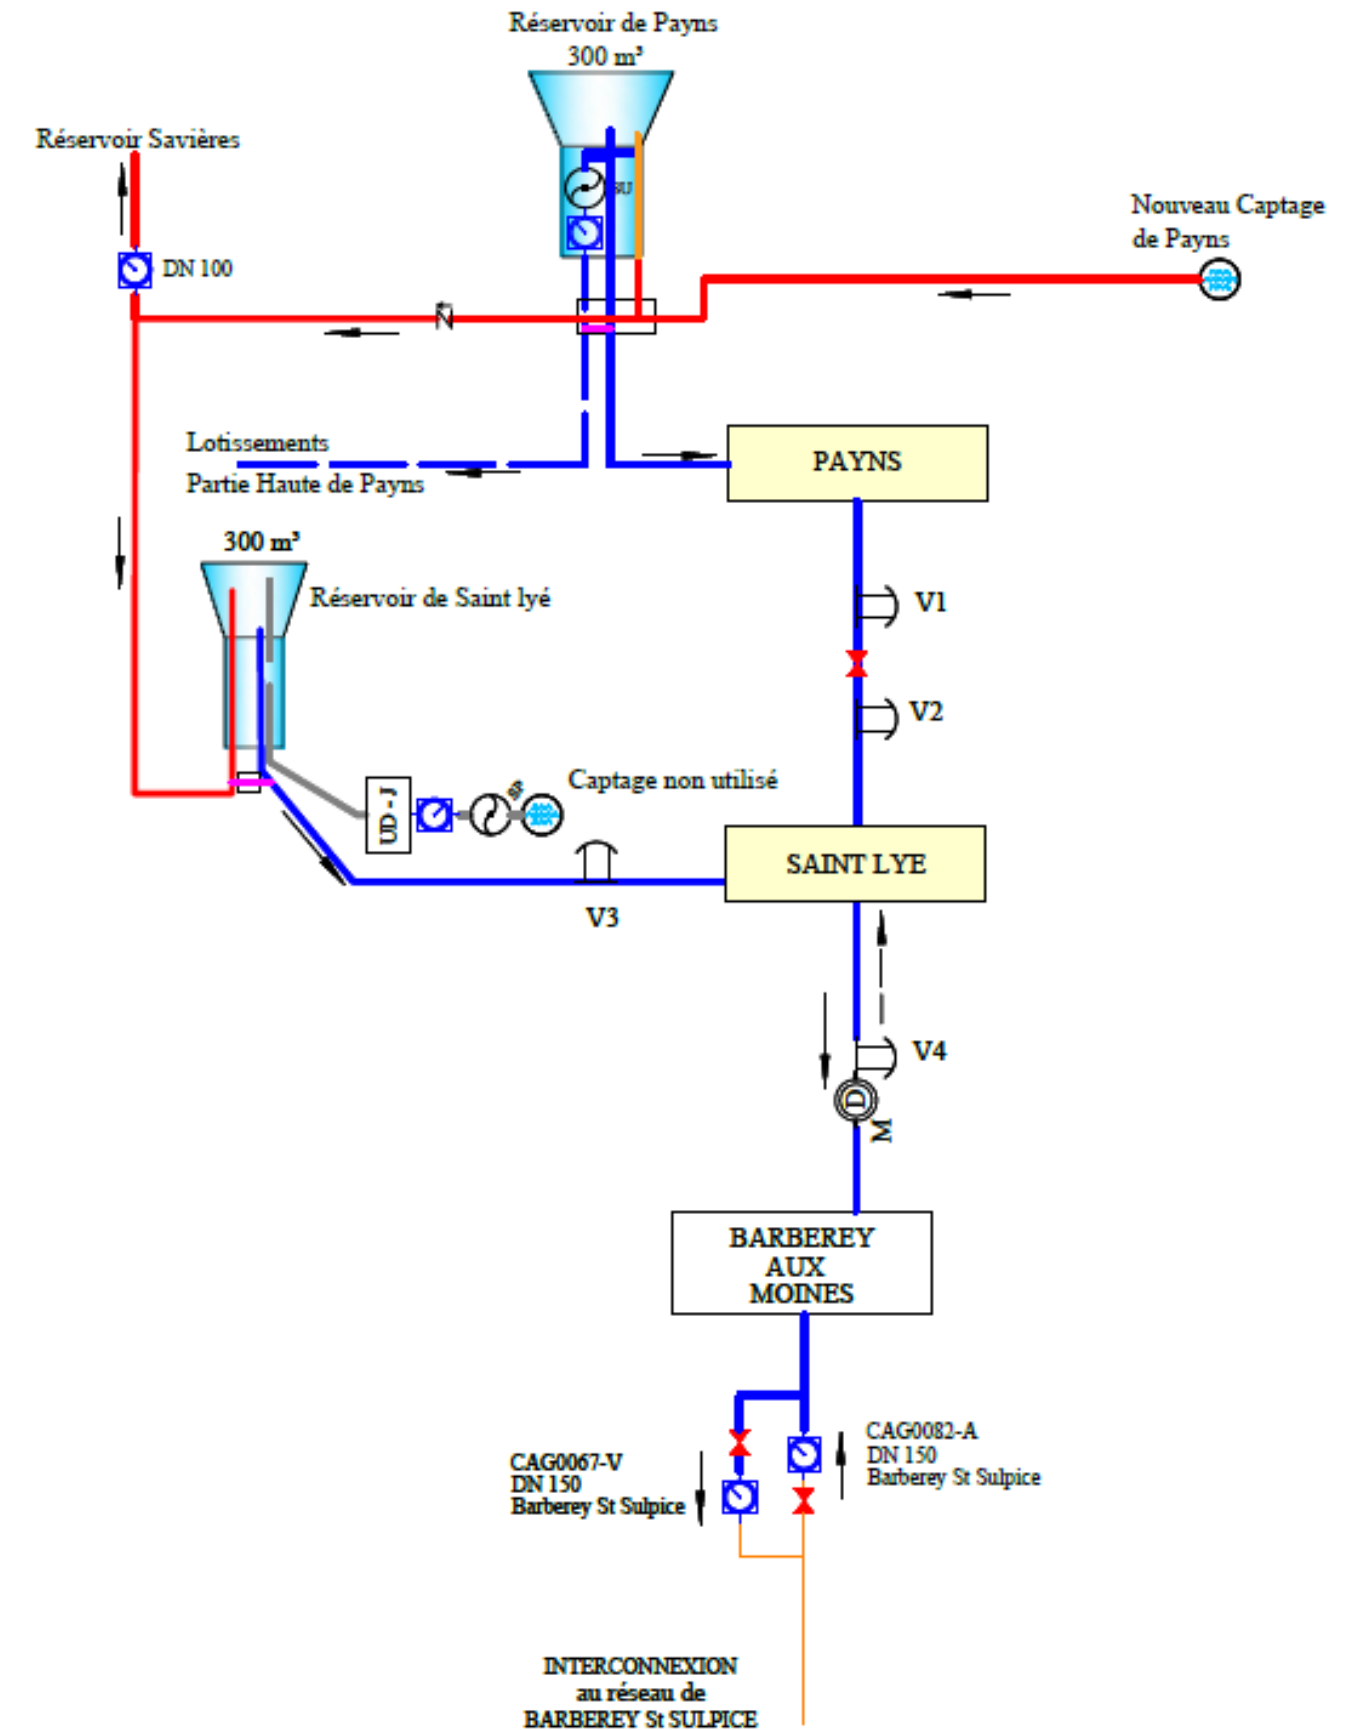 Réservoir de Payns
300 m³
Réservoir Savières
SU
Nouveau Captage
de Payns
DN 100
Lotissements
Partie Haute de Payns
PAYNS
300 m³
Réservoir de Saint lyé
V1
V2
Captage non utilisé
UD - J
SAINT LYE
V3
V4
D
M
BARBEREY
AUX
MOINES
CAG0082-A
DN 150
Barberey St Sulpice
CAG0067-V
DN 150
Barberey St Sulpice
INTERCONNEXION
au réseau de
BARBEREY St SULPICE